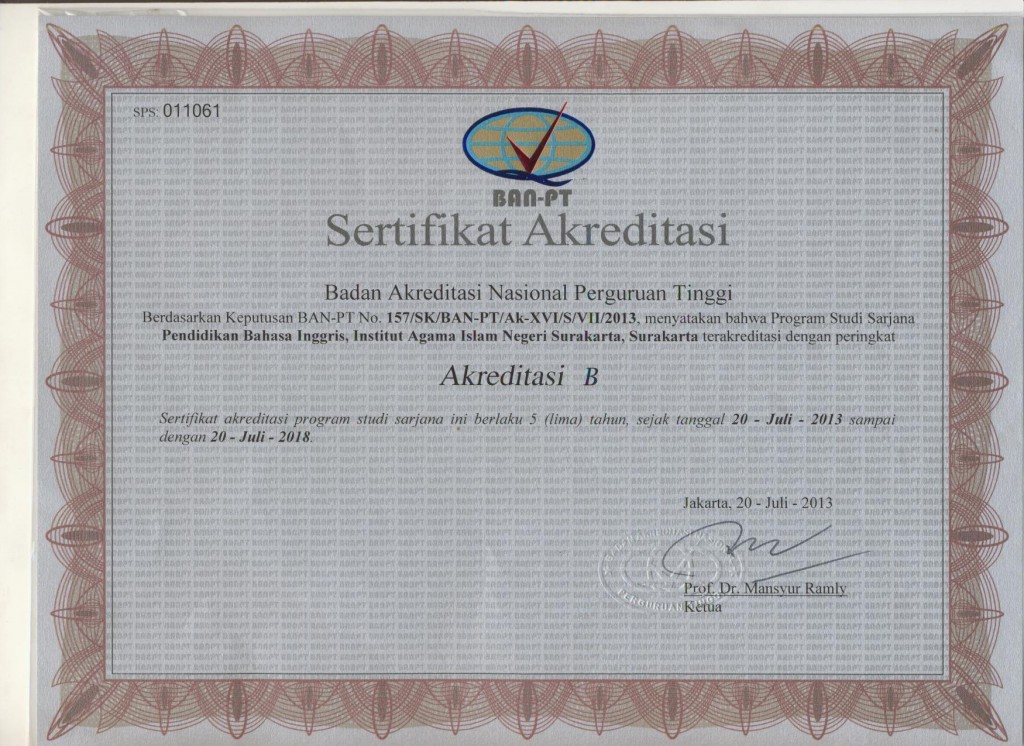 SPS: 011061
BAN-PT
Sertifikat Akreditasi
Badan Akreditasi Nasional Perguruan Tinggi
Berdasarkan Keputusan BAN-PT No. 157/SK/BAN-PT/Ak-XVI/S/VII/2013, menyatakan bahwa Program Studi Sarjana
Pendidikan Bahasa Inggris, Institut Agama Islam Negeri Surakarta, Surakarta terakreditasi dengan peringkat
Akreditasi B
Sertifikat akreditasi program studi sarjana ini berlaku 5 (lima) tahun, sejak tanggal 20 - Juli - 2013 sampai
dengan 20 - Juli - 2018.
Jakarta, 20 - Juli - 2013
Prof. Dr. Mansyur Ramly
Ketua